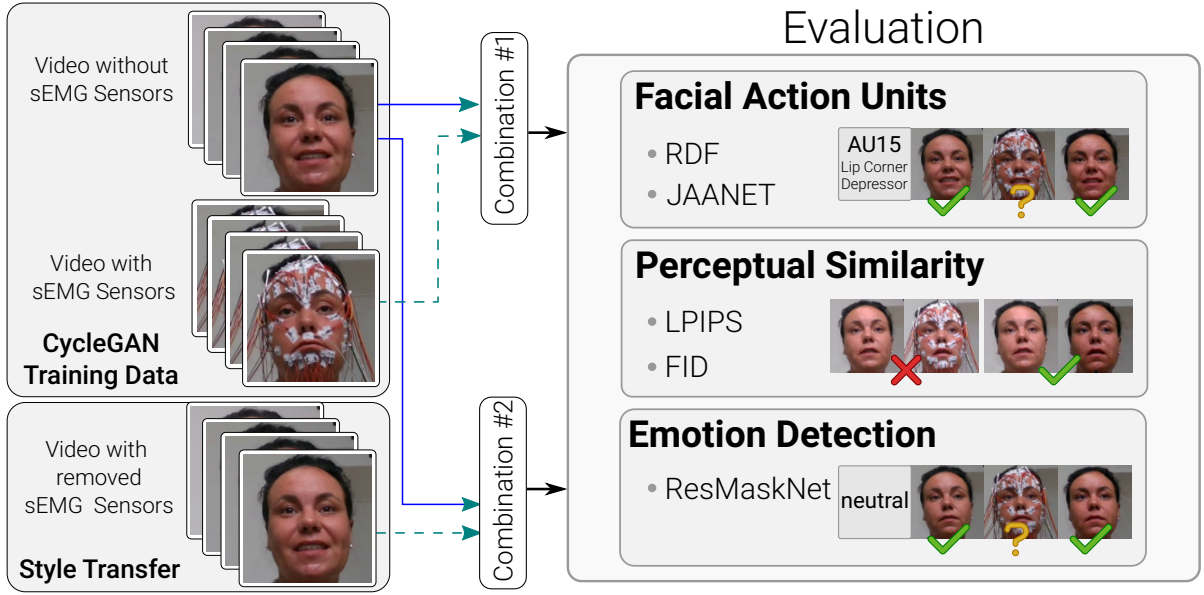 Video without
sEMG Sensors
Video with
sEMG Sensors
CycleGAN
Training Data
Video with
removed
sEMG Sensors
Style Transfer
Combination #1
Combination #2
Evaluation
Facial Action Units
• RDF
• JAANET
AU15
Lip Corner
Depressor
?
Perceptual Similarity
• LPIPS
• FID
Emotion Detection
• ResMaskNet
neutral
?